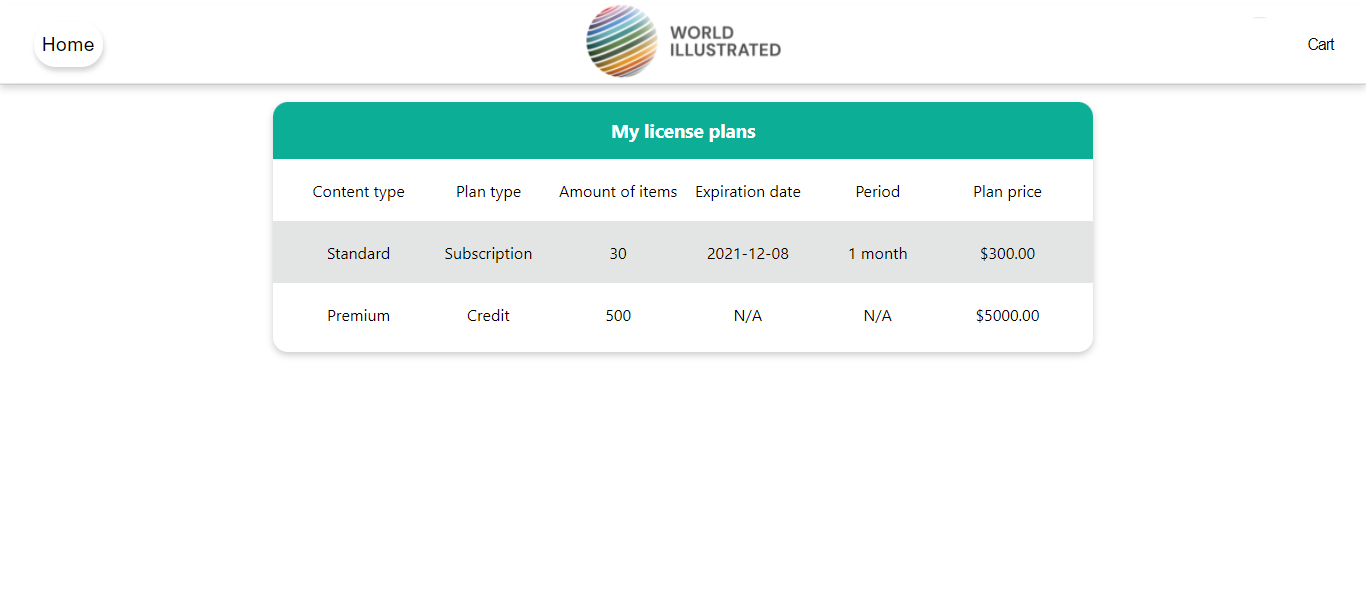 Home
WORLD
ILLUSTRATED
Cart
My license plans
Content type Plan type Amount of items Expiration date Period Plan price
Standard Subscription 30 2021-12-08 1 month $300.00
Premium Credit 500 N/A N/A $5000.00